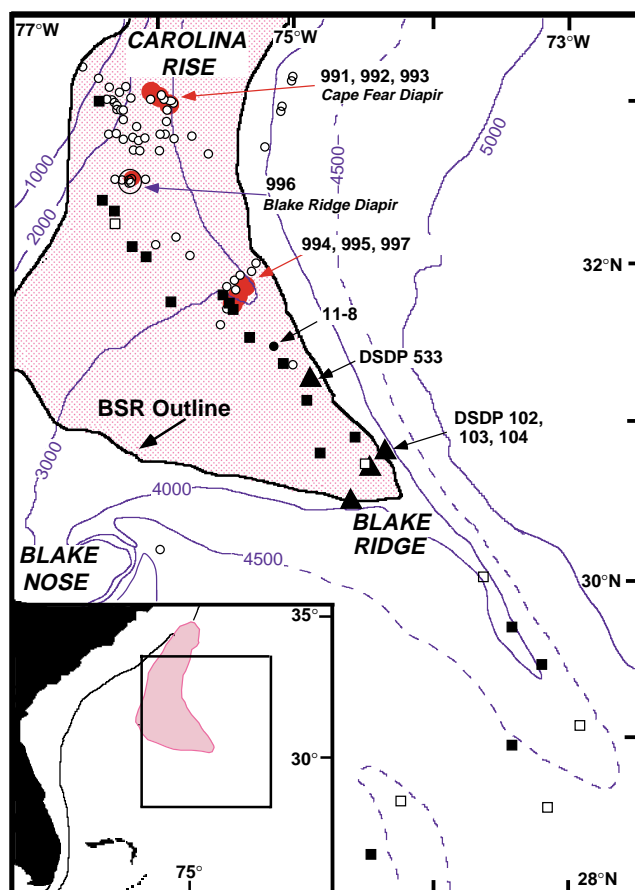 77°W
75°W
73°W
CAROLINA
RISE
991, 992, 993
Cape Fear Diapir
1000
2000
4500
5000
996
Blake Ridge Diapir
994, 995, 997
32°N
11-8
DSDP 533
BSR Outline
DSDP 102,
103, 104
3000
4000
BLAKE
RIDGE
BLAKE
NOSE
4500
30°N
35°
30°
75°
28°N